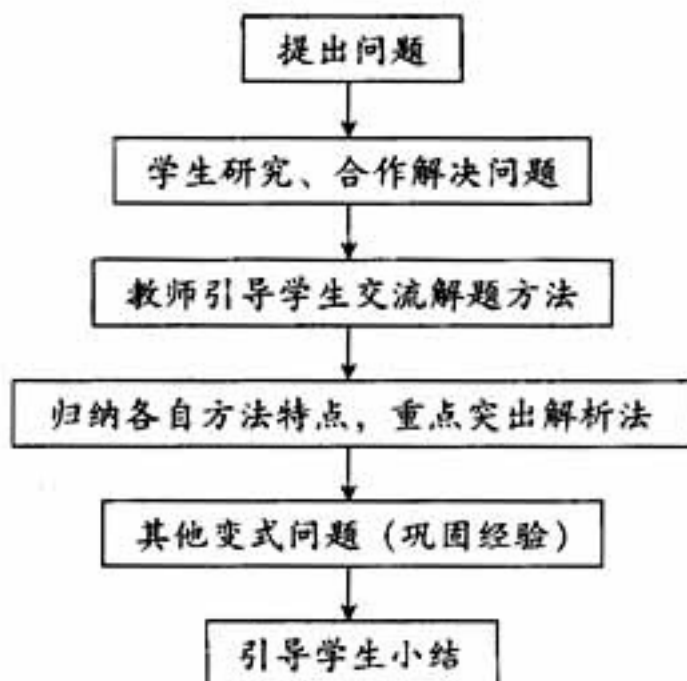 提出问题
学生研究、合作解决问题
教师引导学生交流解题方法
归纳各自方法特点，重点突出解析法
其他变式问题（巩固经验）
引导学生小结